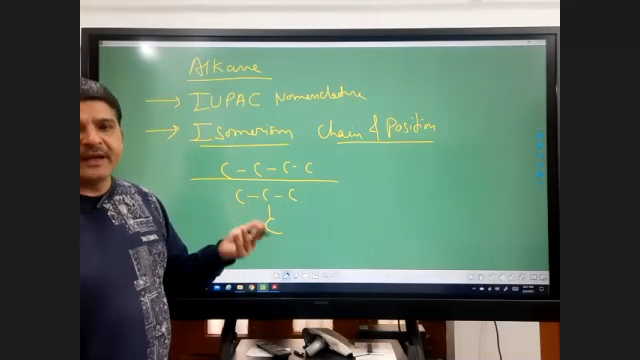 Alkane
→ IUPAC Nomenclature
→ Isomerism Chain & Position
C - C - C - C
C - C - C
|
C